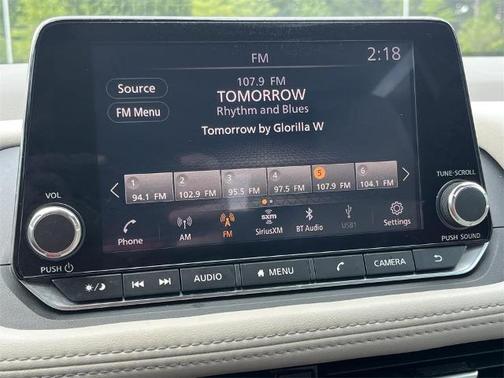 FM
2:18
Source
107.9 FM
TOMORROW
FM Menu
Rhythm and Blues
Tomorrow by Glorilla W
1 2 3 4 5 6
94.1 FM 102.9 FM 95.5 FM 97.5 FM 107.9 FM 104.1 FM
VOL
TUNE·SCROLL
sxm
Phone AM FM SiriusXM BT Audio USB1 Settings
PUSH
PUSH SOUND
AUDIO MENU CAMERA